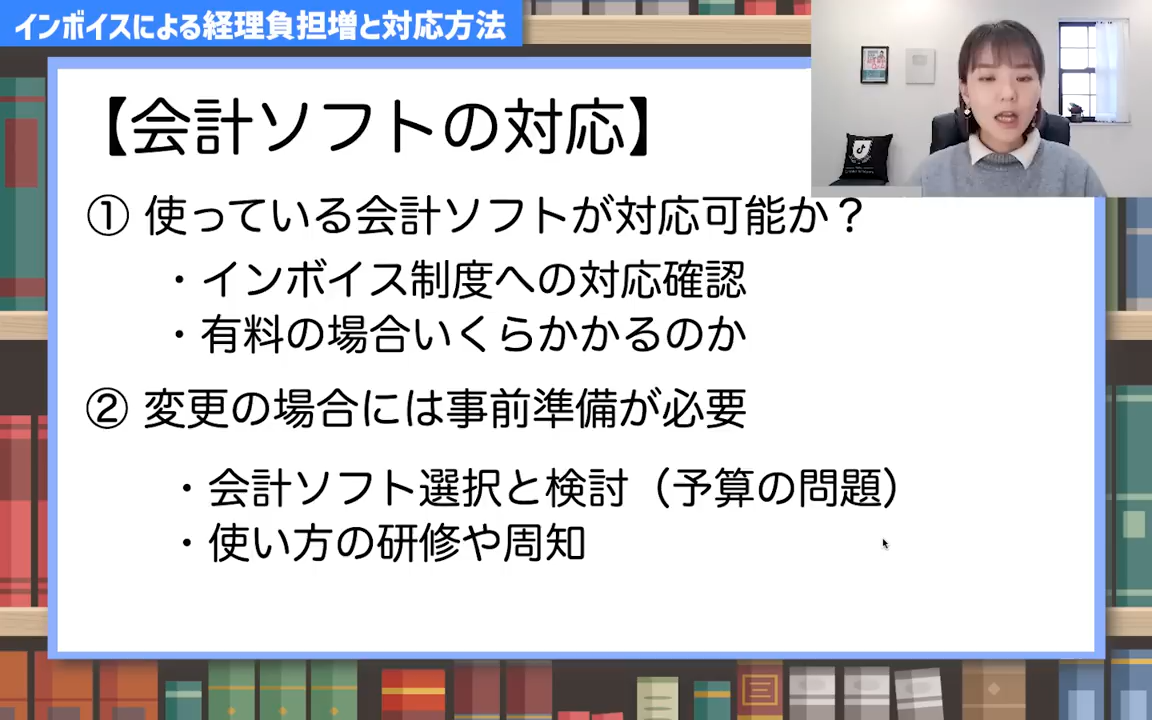 インボイスによる経理負担増と対応方法
【会計ソフトの対応】
① 使っている会計ソフトが対応可能か？
・インボイス制度への対応確認
・有料の場合いくらかかるのか
② 変更の場合には事前準備が必要
・会計ソフト選択と検討（予算の問題）
・使い方の研修や周知